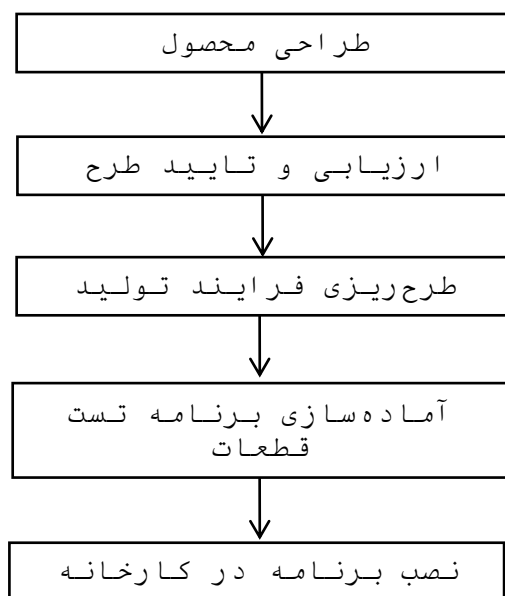 طراحی محصول
ارزیابی و تایید طرح
طرح‌ریزی فرایند تولید
آماده‌سازی برنامه تست
قطعات
نصب برنامه در کارخانه